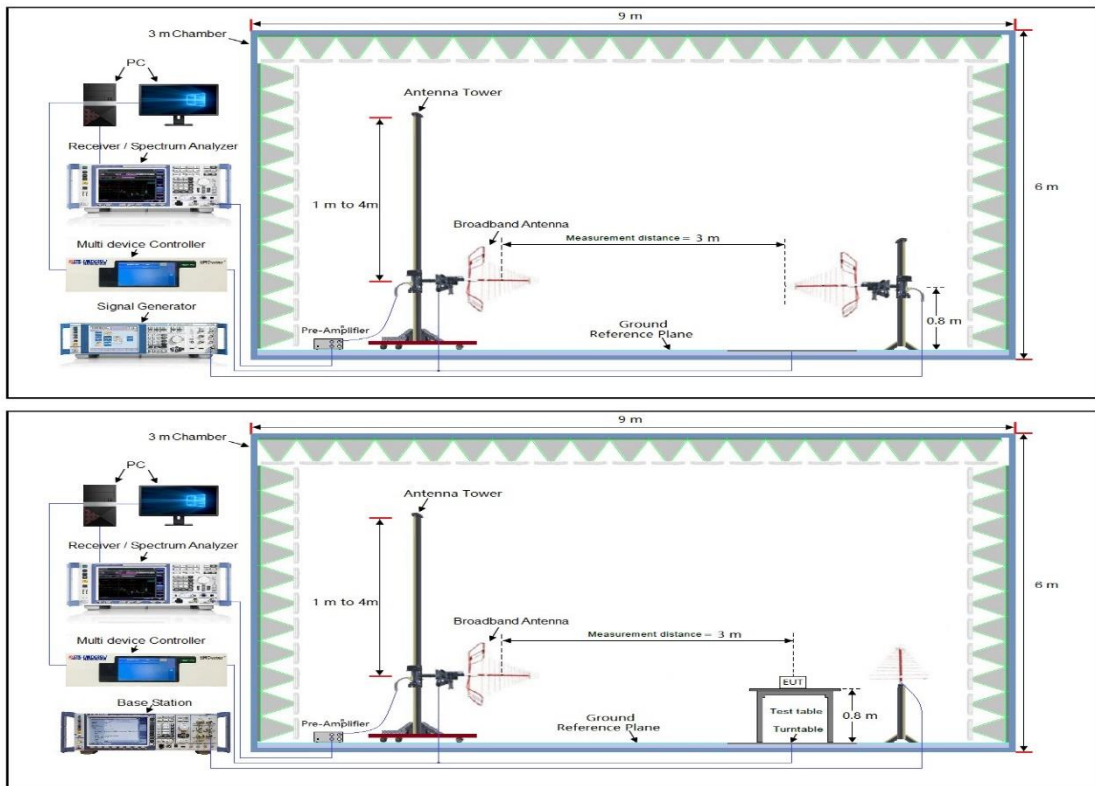 9 m
3 m Chamber
PC
Antenna Tower
Receiver / Spectrum Analyzer
6 m
1 m to 4m
Broadband Antenna
Measurement distance = 3 m
Multi device Controller
Signal Generator
0.8 m
Pre-Amplifier
Ground
Reference Plane
9 m
3 m Chamber
PC
Antenna Tower
Receiver / Spectrum Analyzer
6 m
1 m to 4m
Broadband Antenna
Measurement distance = 3 m
Multi device Controller
EUT
Base Station
Test table
0.8 m
Pre-Amplifier
Ground
Reference Plane
Turntable